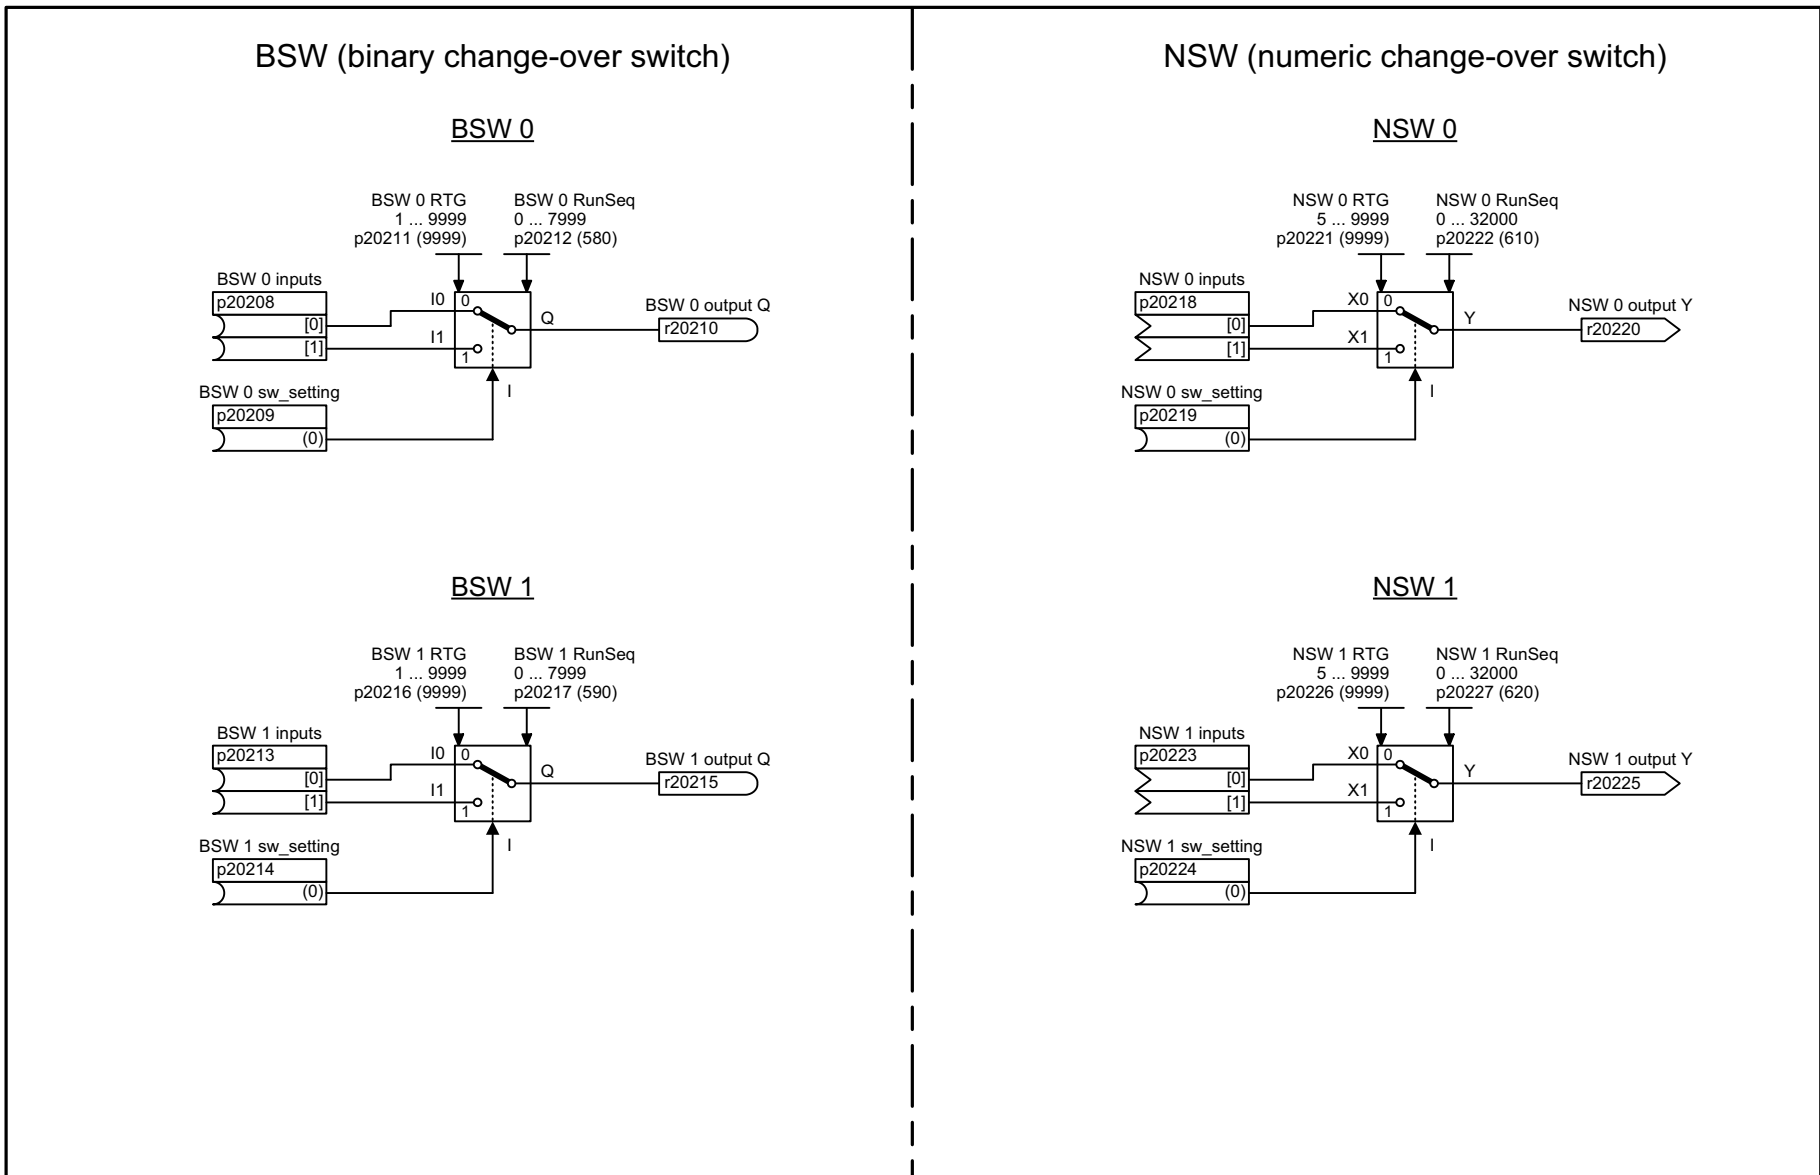 BSW (binary change-over switch)
BSW 0
BSW 0 RTG
1 ... 9999
p20211 (9999)
BSW 0 RunSeq
0 ... 7999
p20212 (580)
BSW 0 inputs
p20208
[0]
[1]
I0
I1
0
1
Q
I
BSW 0 output Q
r20210
BSW 0 sw_setting
p20209
(0)
BSW 1
BSW 1 RTG
1 ... 9999
p20216 (9999)
BSW 1 RunSeq
0 ... 7999
p20217 (590)
BSW 1 inputs
p20213
[0]
[1]
I0
I1
0
1
Q
I
BSW 1 output Q
r20215
BSW 1 sw_setting
p20214
(0)
NSW (numeric change-over switch)
NSW 0
NSW 0 RTG
5 ... 9999
p20221 (9999)
NSW 0 RunSeq
0 ... 32000
p20222 (610)
NSW 0 inputs
p20218
[0]
[1]
X0
X1
0
1
Y
I
NSW 0 output Y
r20220
NSW 0 sw_setting
p20219
(0)
NSW 1
NSW 1 RTG
5 ... 9999
p20226 (9999)
NSW 1 RunSeq
0 ... 32000
p20227 (620)
NSW 1 inputs
p20223
[0]
[1]
X0
X1
0
1
Y
I
NSW 1 output Y
r20225
NSW 1 sw_setting
p20224
(0)